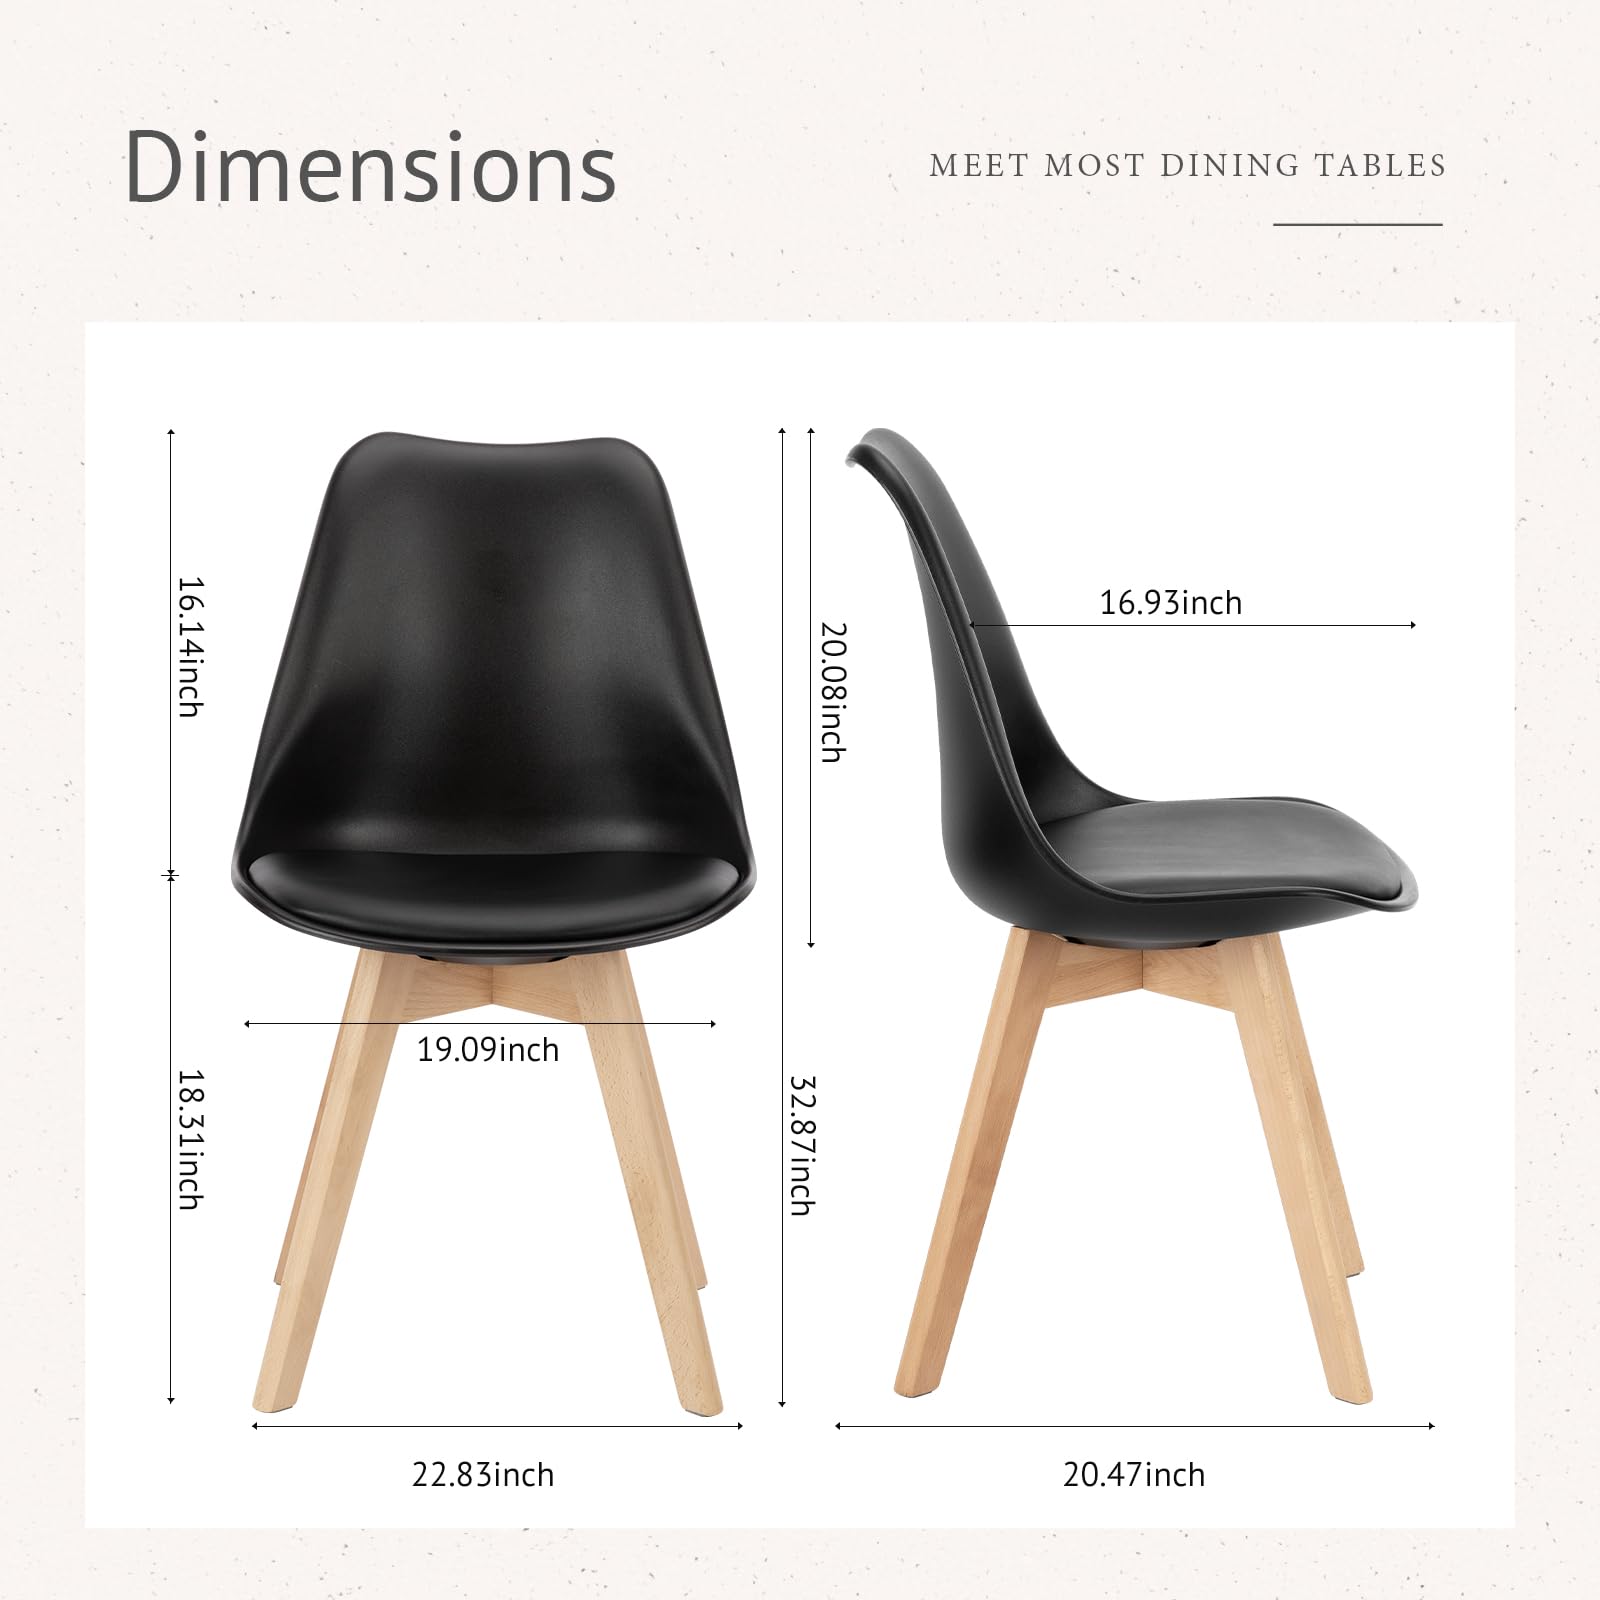 Dimensions
MEET MOST DINING TABLES
16.14inch
20.08inch
16.93inch
19.09inch
18.31inch
32.87inch
22.83inch
20.47inch